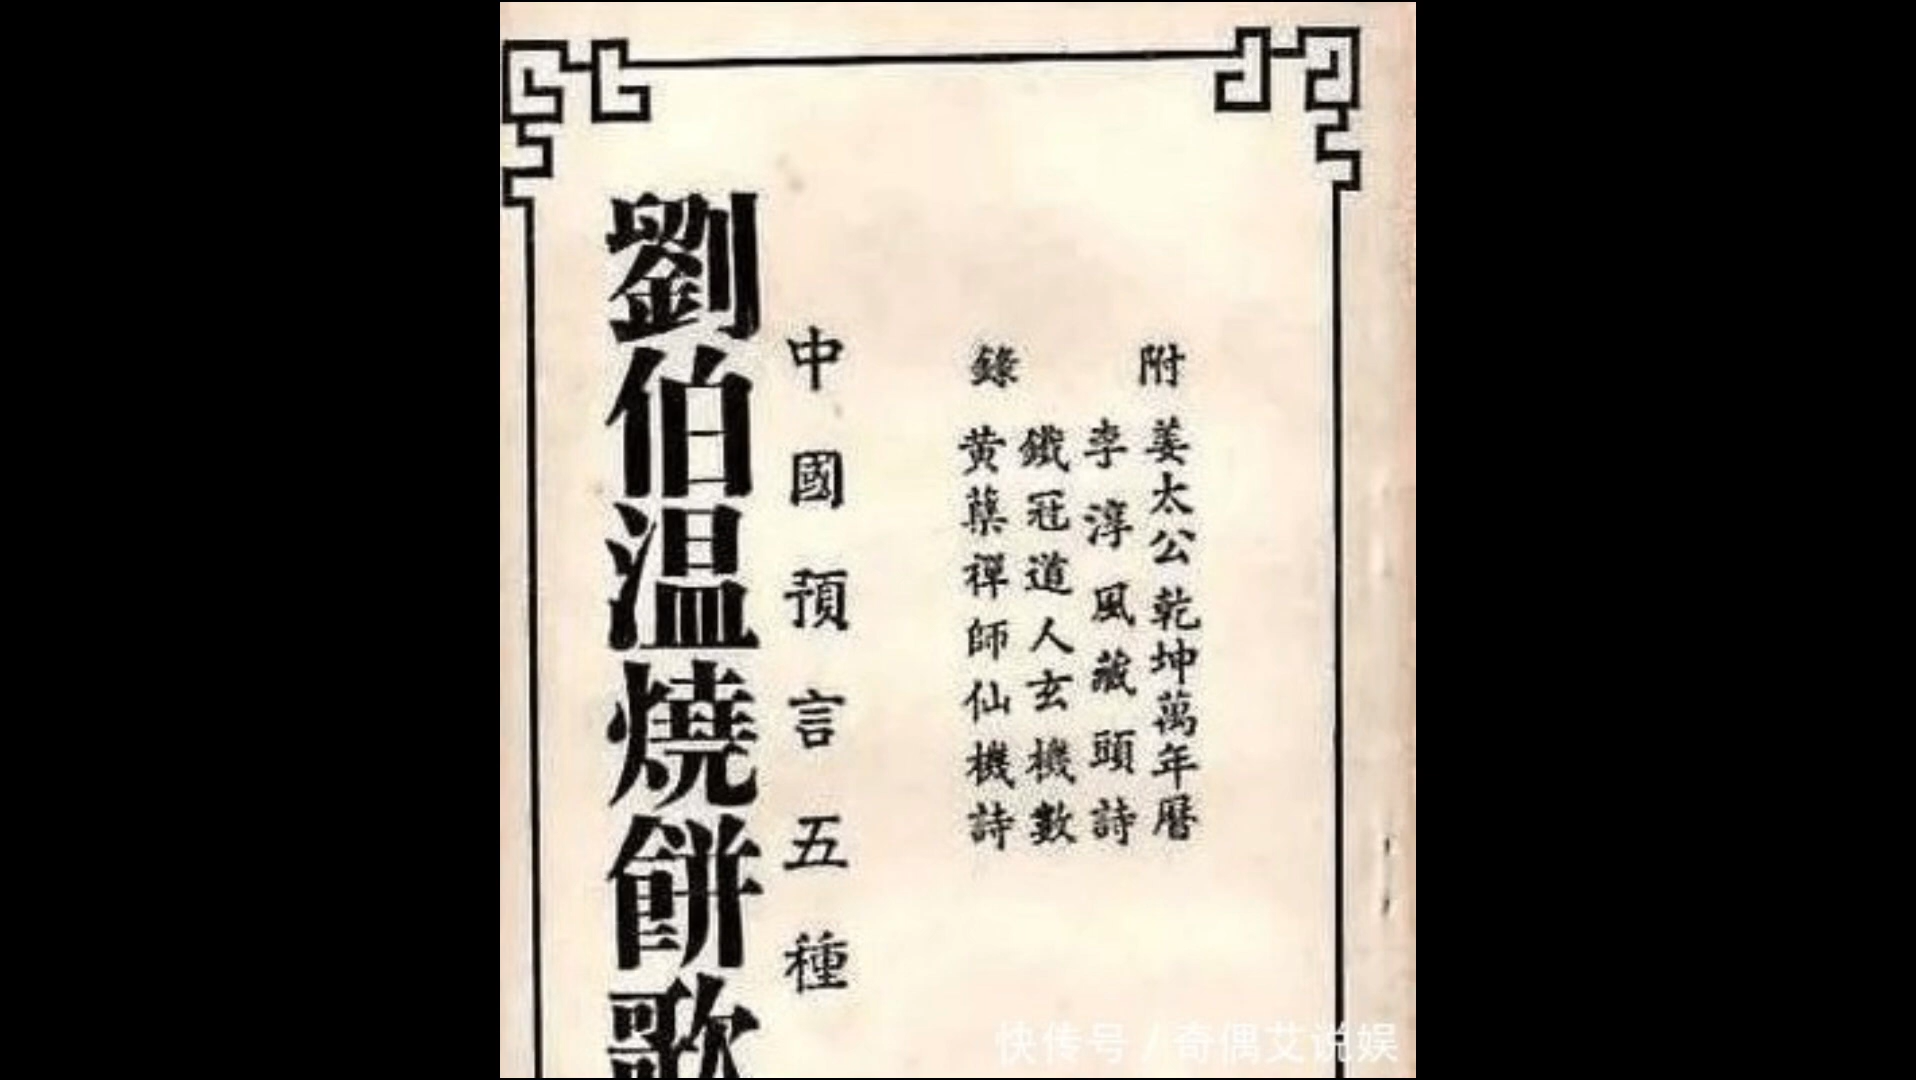 附錄
姜太公乾坤萬年曆
李淳風藏頭詩
鐵冠道人玄機數
黄蘗禪師仙機詩
中國預言五種
劉伯温燒餅歌
快传号 / 奇偶艾说娱